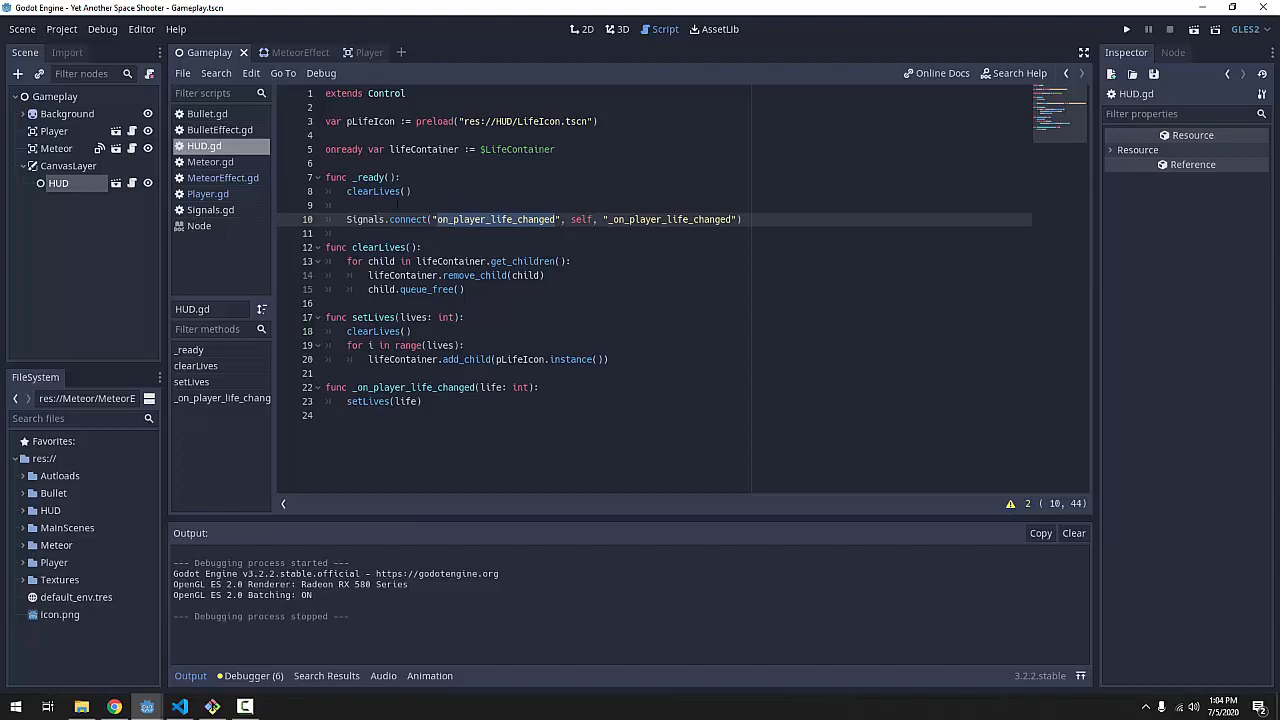 Godot Engine - Yet Another Space Shooter - Gameplay.tscn
Scene Project Debug Editor Help
2D 3D Script AssetLib
GLES2
Scene Import
Filter nodes
Gameplay
Background
Player
Meteor
CanvasLayer
HUD
FileSystem
res://Meteor/MeteorE
Search files
Favorites:
res://
Autloads
Bullet
HUD
MainScenes
Meteor
Player
Textures
default_env.tres
icon.png
Gameplay MeteorEffect Player
File Search Edit Go To Debug
Online Docs Search Help
Filter scripts
Bullet.gd
BulletEffect.gd
HUD.gd
Meteor.gd
MeteorEffect.gd
Player.gd
Signals.gd
Node
HUD.gd
Filter methods
_ready
clearLives
setLives
_on_player_life_chang
1 extends Control
2
3 var pLifeIcon := preload("res://HUD/LifeIcon.tscn")
4
5 onready var lifeContainer := $LifeContainer
6
7 func _ready():
8 clearLives()
9
10 Signals.connect("on_player_life_changed", self, "_on_player_life_changed")
11
12 func clearLives():
13 for child in lifeContainer.get_children():
14 lifeContainer.remove_child(child)
15 child.queue_free()
16
17 func setLives(lives: int):
18 clearLives()
19 for i in range(lives):
20 lifeContainer.add_child(pLifeIcon.instance())
21
22 func _on_player_life_changed(life: int):
23 setLives(life)
24
2 ( 10, 44)
Output:
Copy Clear
--- Debugging process started ---
Godot Engine v3.2.2.stable.official - https://godotengine.org
OpenGL ES 2.0 Renderer: Radeon RX 580 Series
OpenGL ES 2.0 Batching: ON
--- Debugging process stopped ---
Output Debugger (6) Search Results Audio Animation
3.2.2.stable
Inspector Node
HUD.gd
Filter properties
Resource
Resource
Reference
1:04 PM
7/5/2020
2